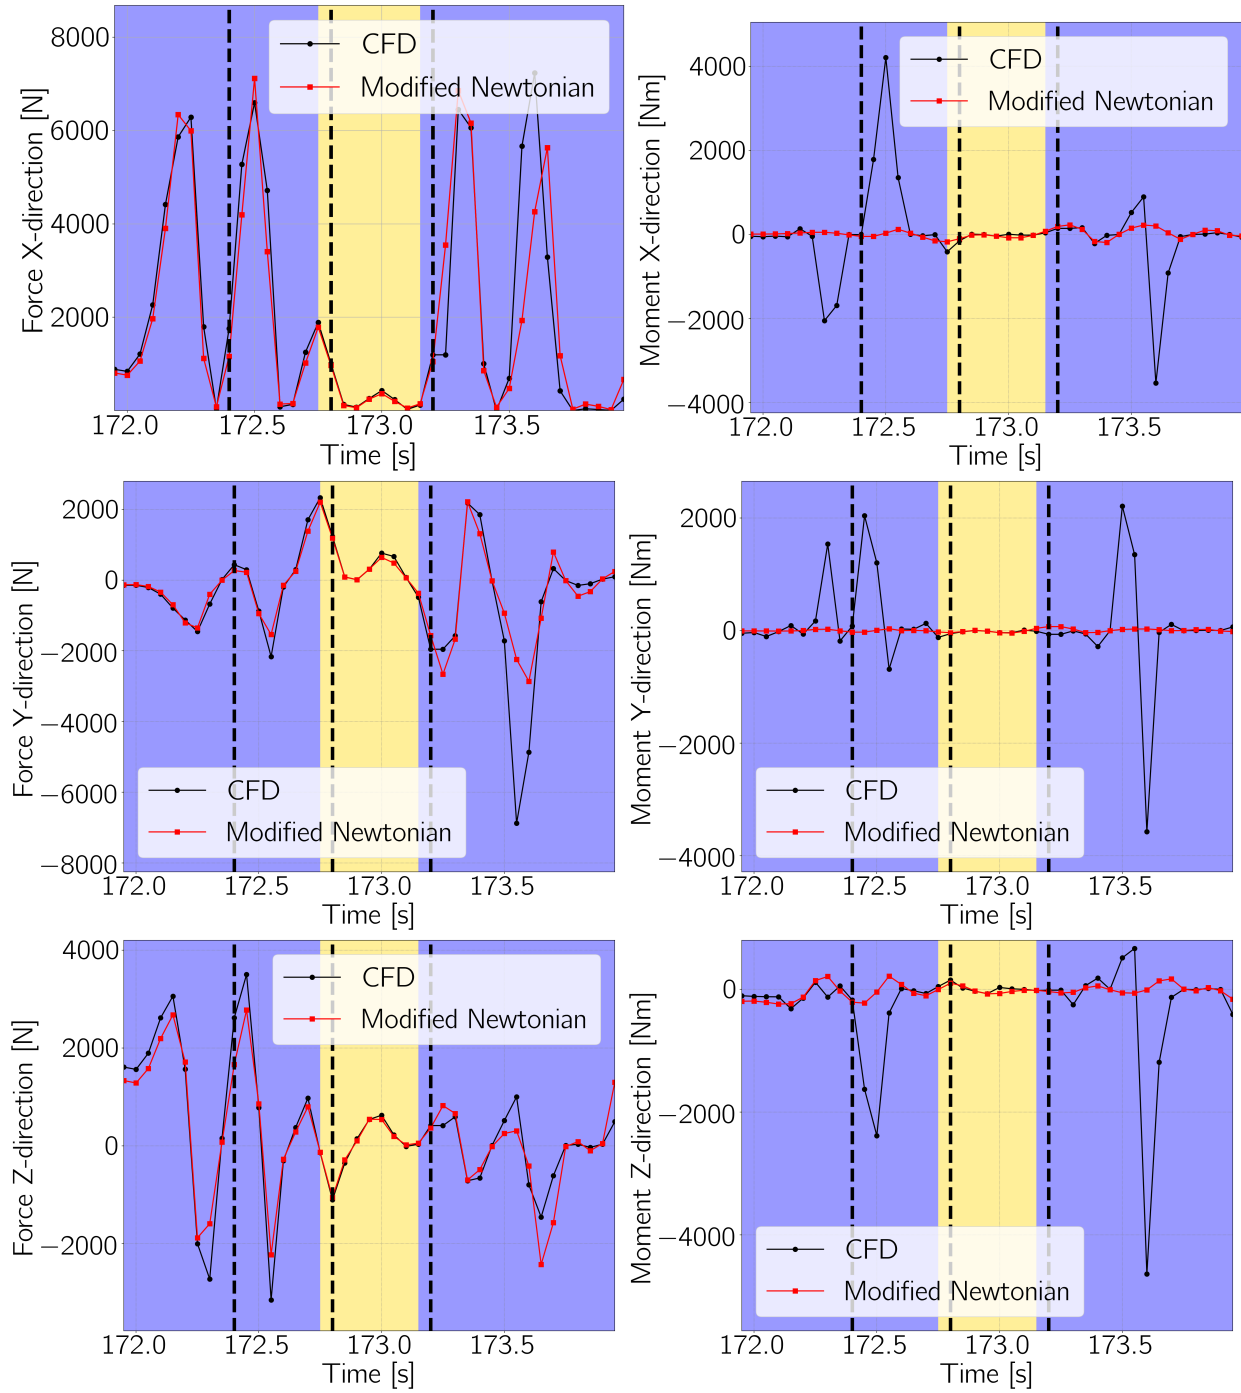 Force X-direction [N]
8000
6000
4000
2000
CFD
Modified Newtonian
172.0 172.5 173.0 173.5
Time [s]
Moment X-direction [Nm]
4000
2000
0
−2000
−4000
CFD
Modified Newtonian
172.0 172.5 173.0 173.5
Time [s]
Force Y-direction [N]
2000
0
−2000
−4000
−6000
−8000
CFD
Modified Newtonian
172.0 172.5 173.0 173.5
Time [s]
Moment Y-direction [Nm]
2000
0
−2000
−4000
CFD
Modified Newtonian
172.0 172.5 173.0 173.5
Time [s]
Force Z-direction [N]
4000
2000
0
−2000
CFD
Modified Newtonian
172.0 172.5 173.0 173.5
Time [s]
Moment Z-direction [Nm]
0
−2000
−4000
CFD
Modified Newtonian
172.0 172.5 173.0 173.5
Time [s]